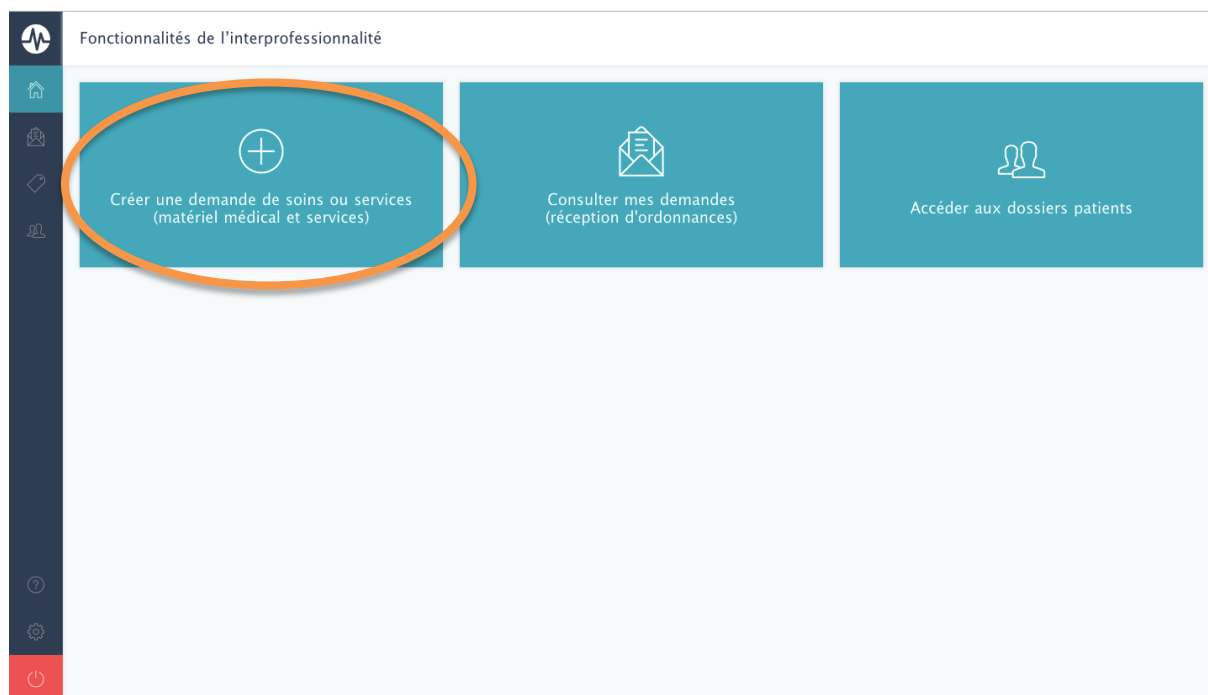 Fonctionnalités de l’interprofessionnalité
Créer une demande de soins ou services
(matériel médical et services)
Consulter mes demandes
(réception d'ordonnances)
Accéder aux dossiers patients